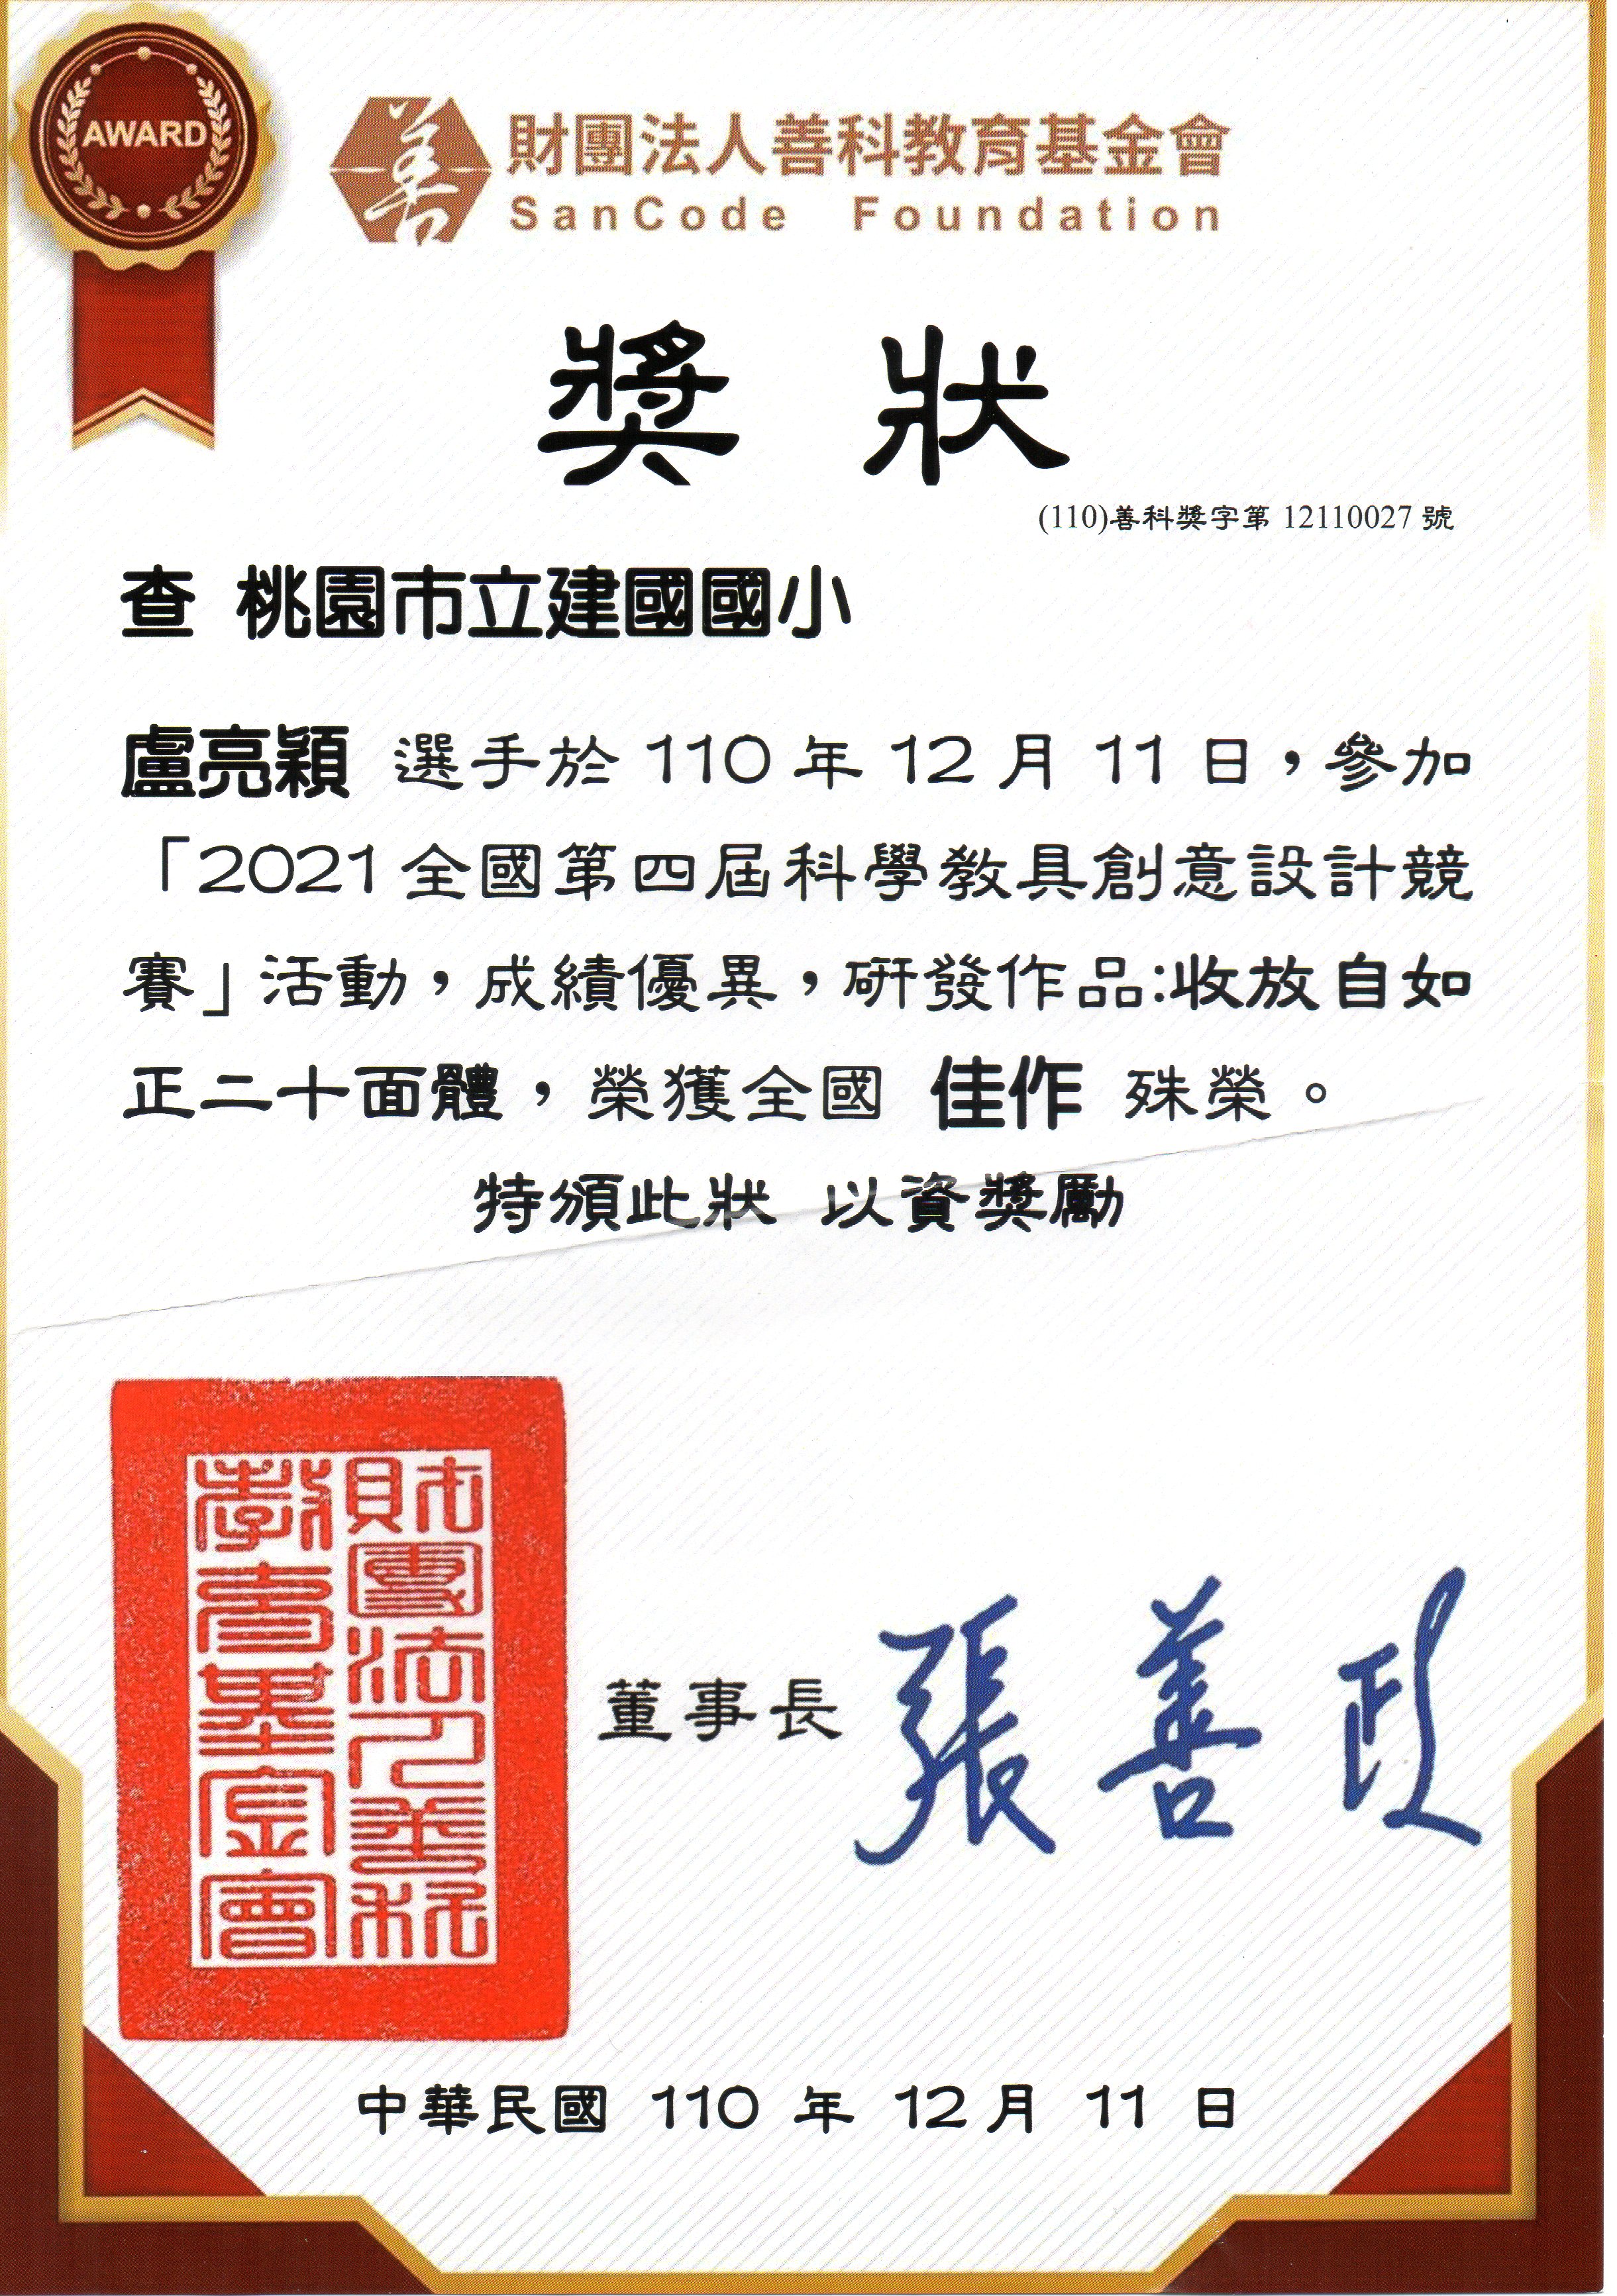 AWARD
善
財團法人善科教育基金會
SanCode Foundation
獎 狀
(110)善科獎字第 12110027 號
查 桃園市立建國國小
盧亮穎 選手於 110 年 12 月 11 日，參加
「2021 全國第四屆科學教具創意設計競
賽」活動，成績優異，研發作品:收放自如
正二十面體，榮獲全國 佳作 殊榮。
特頒此狀 以資獎勵
財團法人善科
教育基金會
董事長 張善政
中華民國 110 年 12 月 11 日